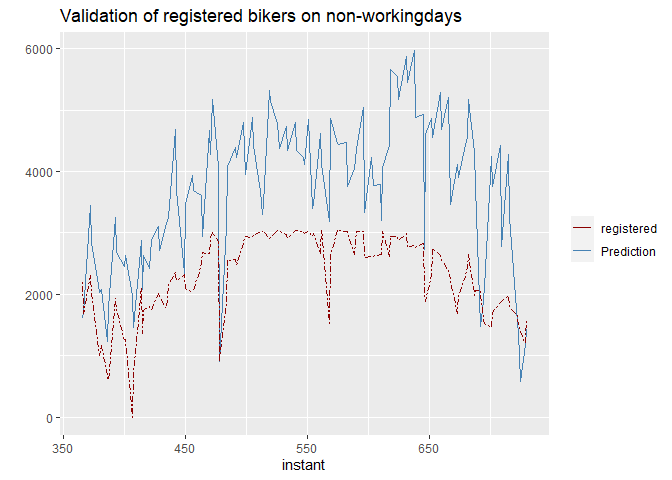 Validation of registered bikers on non-workingdays
6000
4000
2000
0
350
450
550
650
instant
registered
Prediction